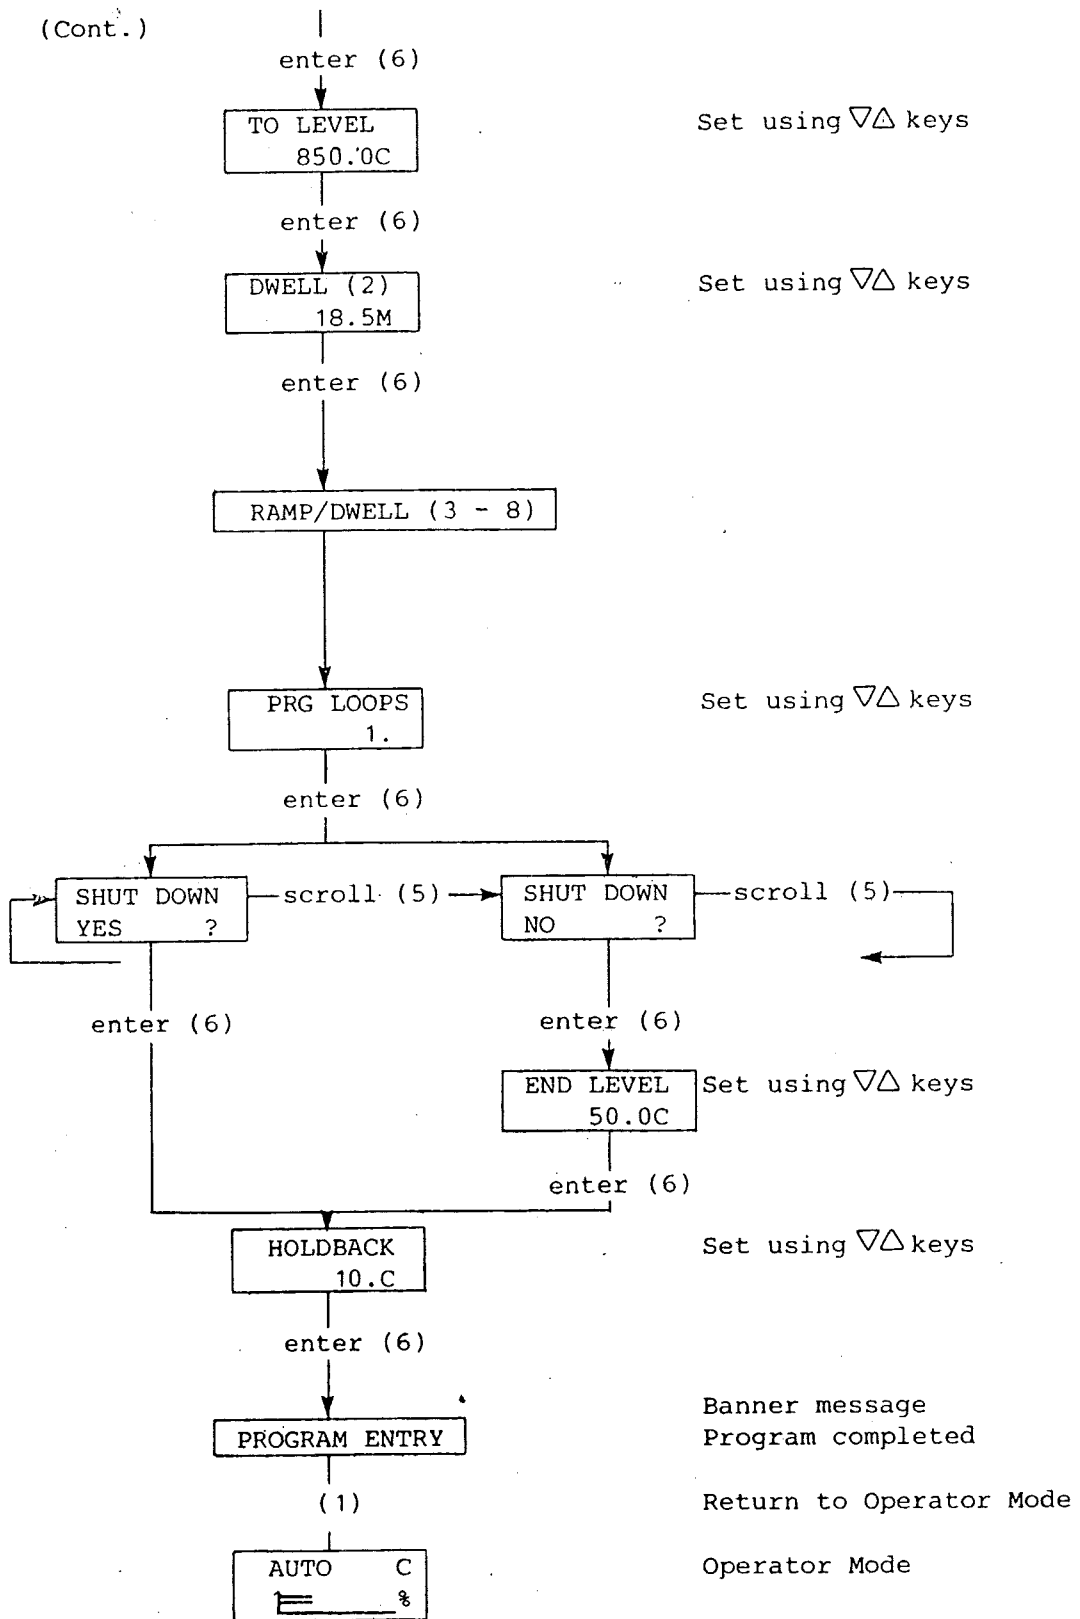 (Cont.)
enter (6)
TO LEVEL
850.0C
Set using ▽△ keys
enter (6)
DWELL (2)
18.5M
Set using ▽△ keys
enter (6)
RAMP/DWELL (3 - 8)
PRG LOOPS
1.
Set using ▽△ keys
enter (6)
SHUT DOWN
YES ?
scroll (5)
SHUT DOWN
NO ?
scroll (5)
enter (6)
enter (6)
END LEVEL
50.0C
Set using ▽△ keys
enter (6)
HOLDBACK
10.C
Set using ▽△ keys
enter (6)
Banner message
PROGRAM ENTRY
Program completed
(1)
Return to Operator Mode
AUTO C
%
Operator Mode